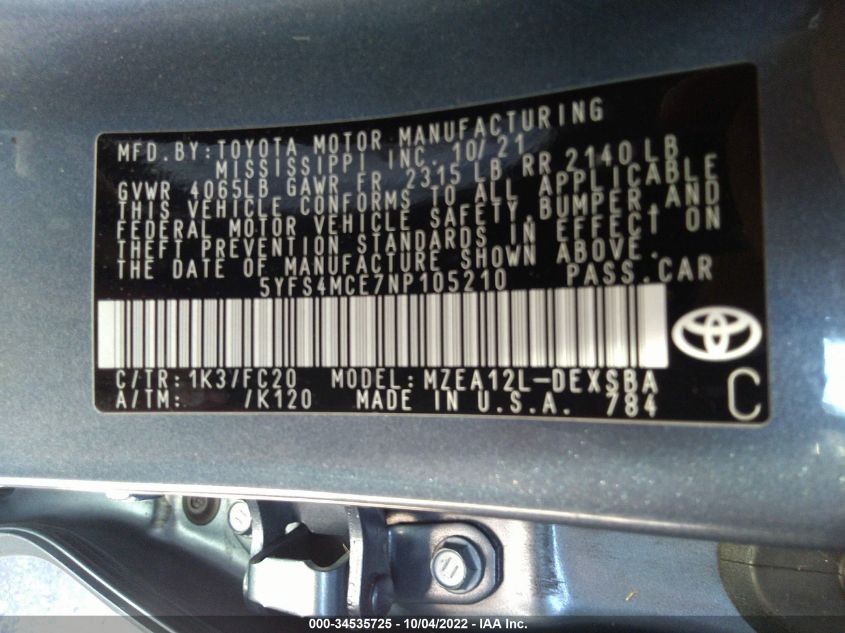 MFD.BY:TOYOTA MOTOR MANUFACTURING
MISSISSIPPI INC. 10/21
GVWR 4065LB GAWR FR 2315 LB RR 2140 LB
THIS VEHICLE CONFORMS TO ALL APPLICABLE
FEDERAL MOTOR VEHICLE SAFETY,BUMPER,AND
THEFT PREVENTION STANDARDS IN EFFECT ON
THE DATE OF MANUFACTURE SHOWN ABOVE.
5YFS4MCE7NP105210 PASS.CAR
C/TR: 1K3/FC20 MODEL: MZEA12L-DEXSBA
A/TM: /K120 MADE IN U.S.A. 784
C
000-34535725 - 10/04/2022 - IAA Inc.